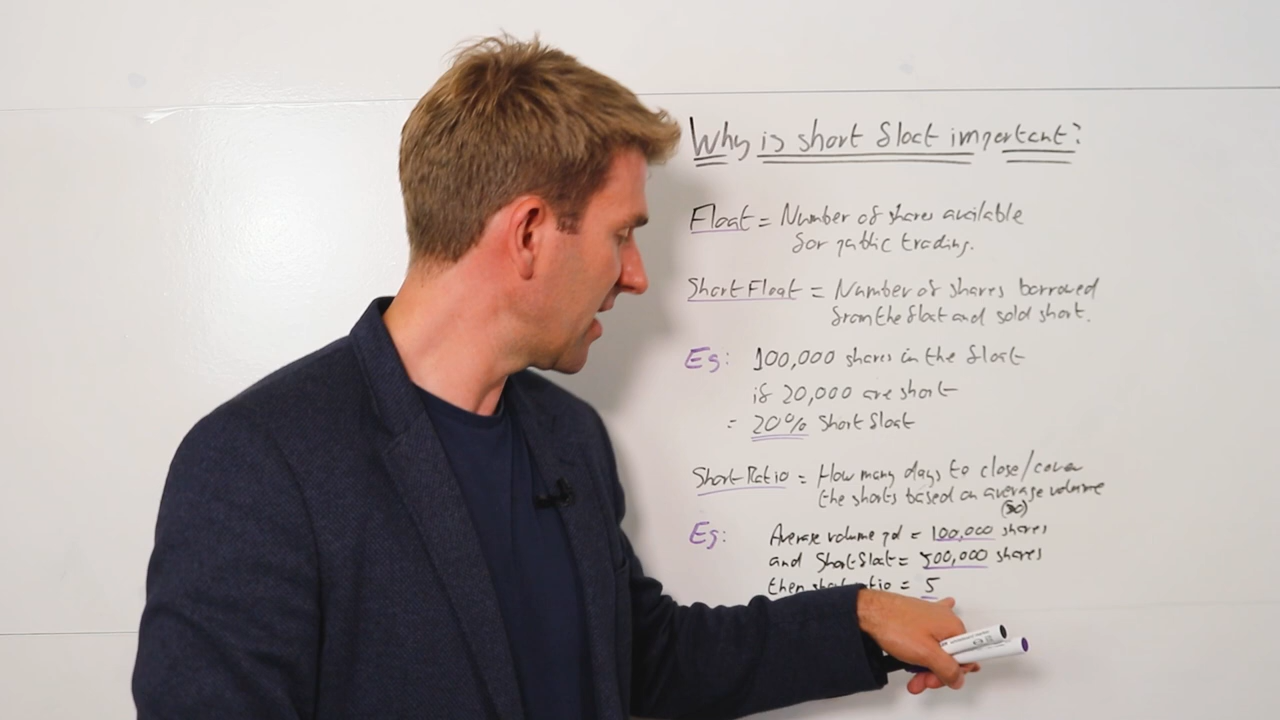 Why is short float important?
Float = Number of shares available
for public trading.
Short Float = Number of shares borrowed
from the float and sold short.
Eg: 100,000 shares in the float
if 20,000 are short
= 20% Short float
Short Ratio = How many days to close/cover
the shorts based on average volume
(30)
Eg: Average volume pd = 100,000 shares
and Short float = 500,000 shares
then short ratio = 5